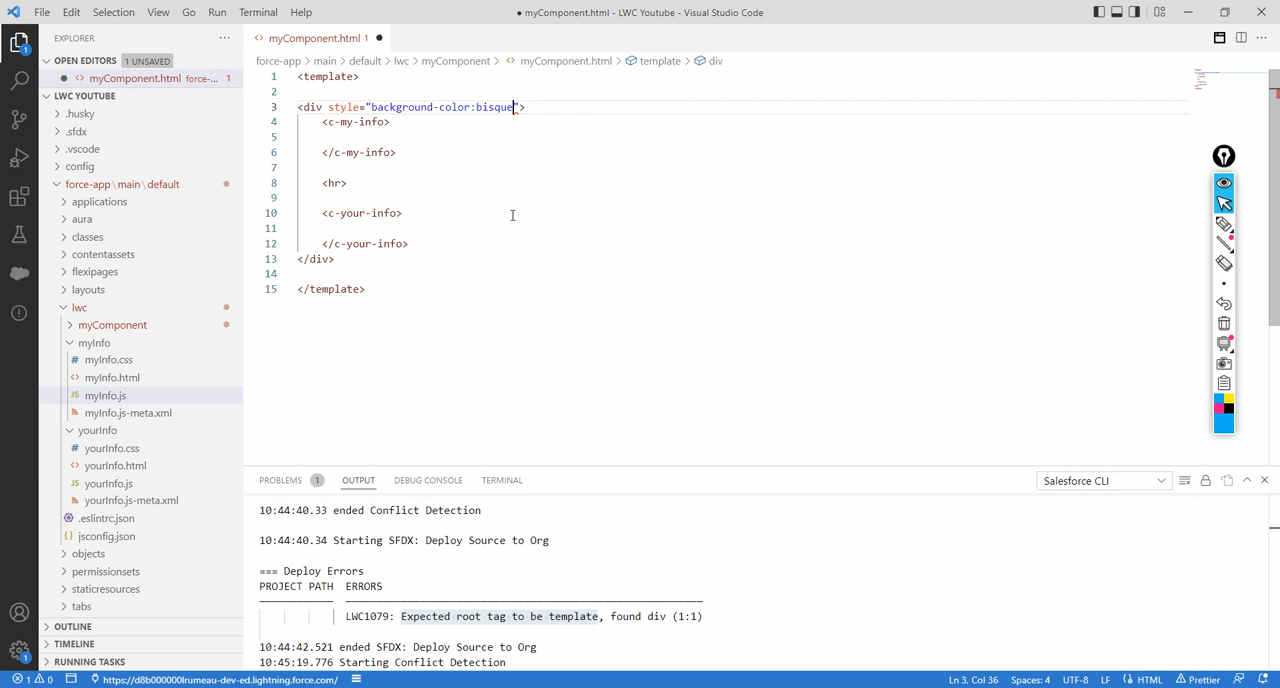 File Edit Selection View Go Run Terminal Help
● myComponent.html - LWC Youtube - Visual Studio Code
EXPLORER
OPEN EDITORS 1 UNSAVED
myComponent.html force-... 1
LWC YOUTUBE
.husky
.sfdx
.vscode
config
force-app\main\default
applications
aura
classes
contentassets
flexipages
layouts
lwc
myComponent
myInfo
myInfo.css
myInfo.html
myInfo.js
myInfo.js-meta.xml
yourInfo
yourInfo.css
yourInfo.html
yourInfo.js
yourInfo.js-meta.xml
.eslintrc.json
jsconfig.json
objects
permissionsets
staticresources
tabs
OUTLINE
TIMELINE
RUNNING TASKS
myComponent.html 1
force-app > main > default > lwc > myComponent > myComponent.html > template > div
1 <template>
2
3 <div style="background-color:bisque">
4 <c-my-info>
5
6 </c-my-info>
7
8 <hr>
9
10 <c-your-info>
11
12 </c-your-info>
13 </div>
14
15 </template>
PROBLEMS 1 OUTPUT DEBUG CONSOLE TERMINAL
Salesforce CLI
10:44:40.33 ended Conflict Detection
10:44:40.34 Starting SFDX: Deploy Source to Org
=== Deploy Errors
PROJECT PATH ERRORS
LWC1079: Expected root tag to be template, found div (1:1)
10:44:42.521 ended SFDX: Deploy Source to Org
10:45:19.776 Starting Conflict Detection
1 0 https://d8b000000lrumeau-dev-ed.lightning.force.com/ Ln 3, Col 36 Spaces: 4 UTF-8 LF HTML Prettier